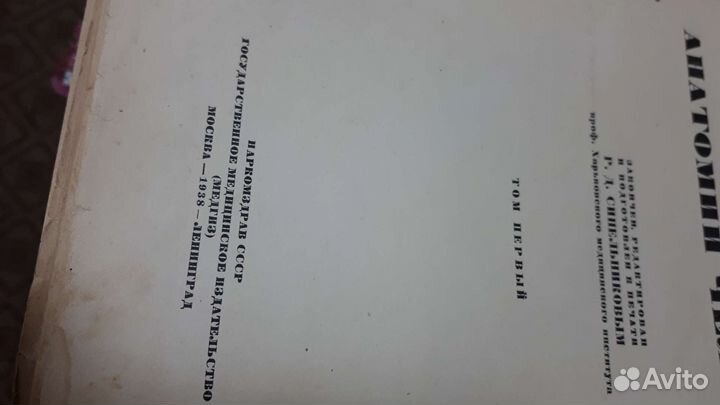 АНАТОМИИ
ЗАКОНЧЕН, РЕДАКТИРОВАН
И ПОДГОТОВЛЕН К ПЕЧАТИ
Р. Д. СИНЕЛЬНИКОВЫМ
проф. Харьковского медицинского института
ТОМ ПЕРВЫЙ
НАРКОМЗДРАВ СССР
ГОСУДАРСТВЕННОЕ МЕДИЦИНСКОЕ ИЗДАТЕЛЬСТВО
(МЕДГИЗ)
МОСКВА — 1938 — ЛЕНИНГРАД
Avito